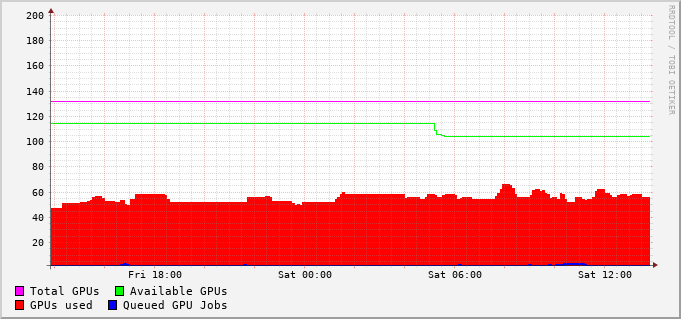 200
180
160
140
120
100
80
60
40
20
Fri 18:00 Sat 00:00 Sat 06:00 Sat 12:00
Total GPUs Available GPUs
GPUs used Queued GPU Jobs
RRDTOOL / TOBI OETIKER